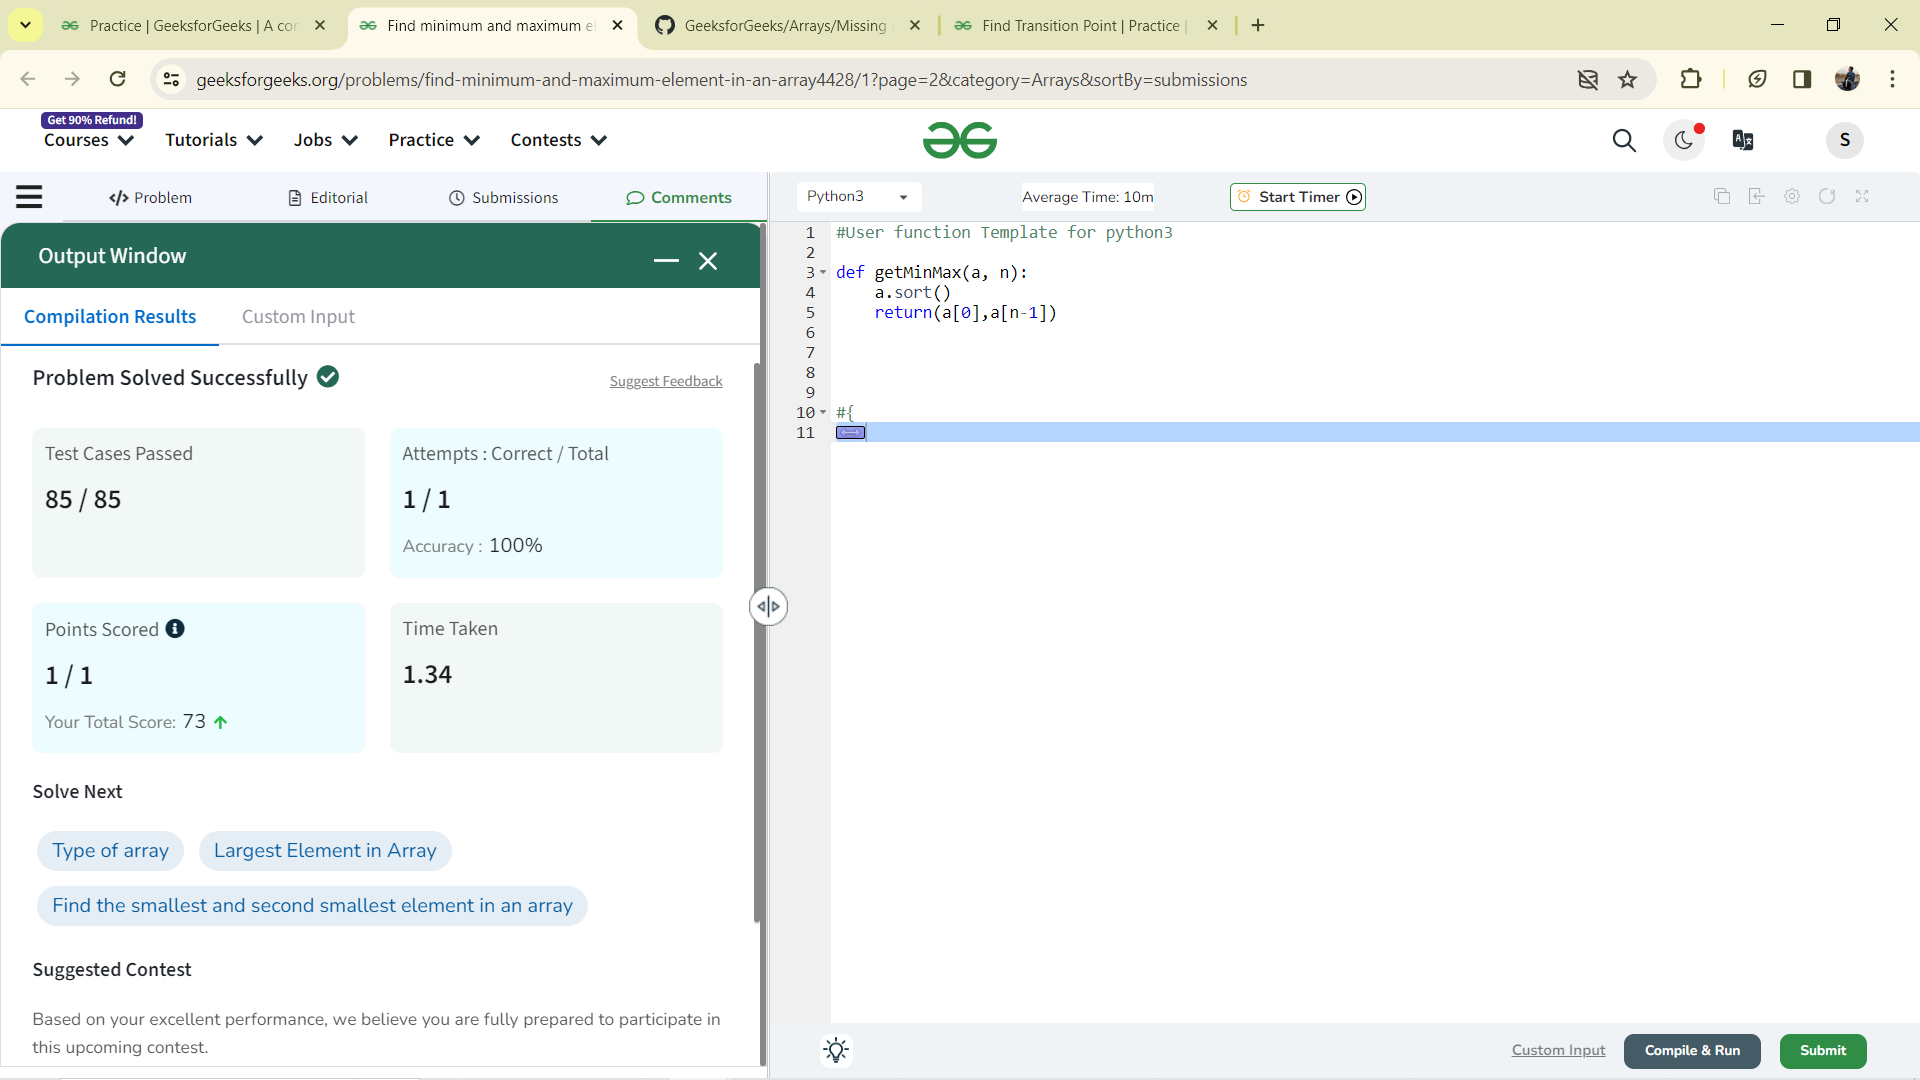 Practice | GeeksforGeeks | A co
Find minimum and maximum el
GeeksforGeeks/Arrays/Missing
Find Transition Point | Practice |
geeksforgeeks.org/problems/find-minimum-and-maximum-element-in-an-array4428/1?page=2&category=Arrays&sortBy=submissions
Get 90% Refund!
Courses
Tutorials
Jobs
Practice
Contests
S
</> Problem
Editorial
Submissions
Comments
Python3
Average Time: 10m
Start Timer
Output Window
Compilation Results
Custom Input
Problem Solved Successfully
Suggest Feedback
Test Cases Passed
85 / 85
Attempts : Correct / Total
1 / 1
Accuracy : 100%
Points Scored
1 / 1
Your Total Score: 73
Time Taken
1.34
Solve Next
Type of array
Largest Element in Array
Find the smallest and second smallest element in an array
Suggested Contest
Based on your excellent performance, we believe you are fully prepared to participate in
this upcoming contest.
1 #User function Template for python3
2
3 def getMinMax(a, n):
4 a.sort()
5 return(a[0],a[n-1])
6
7
8
9
10 #{
11
Custom Input
Compile & Run
Submit